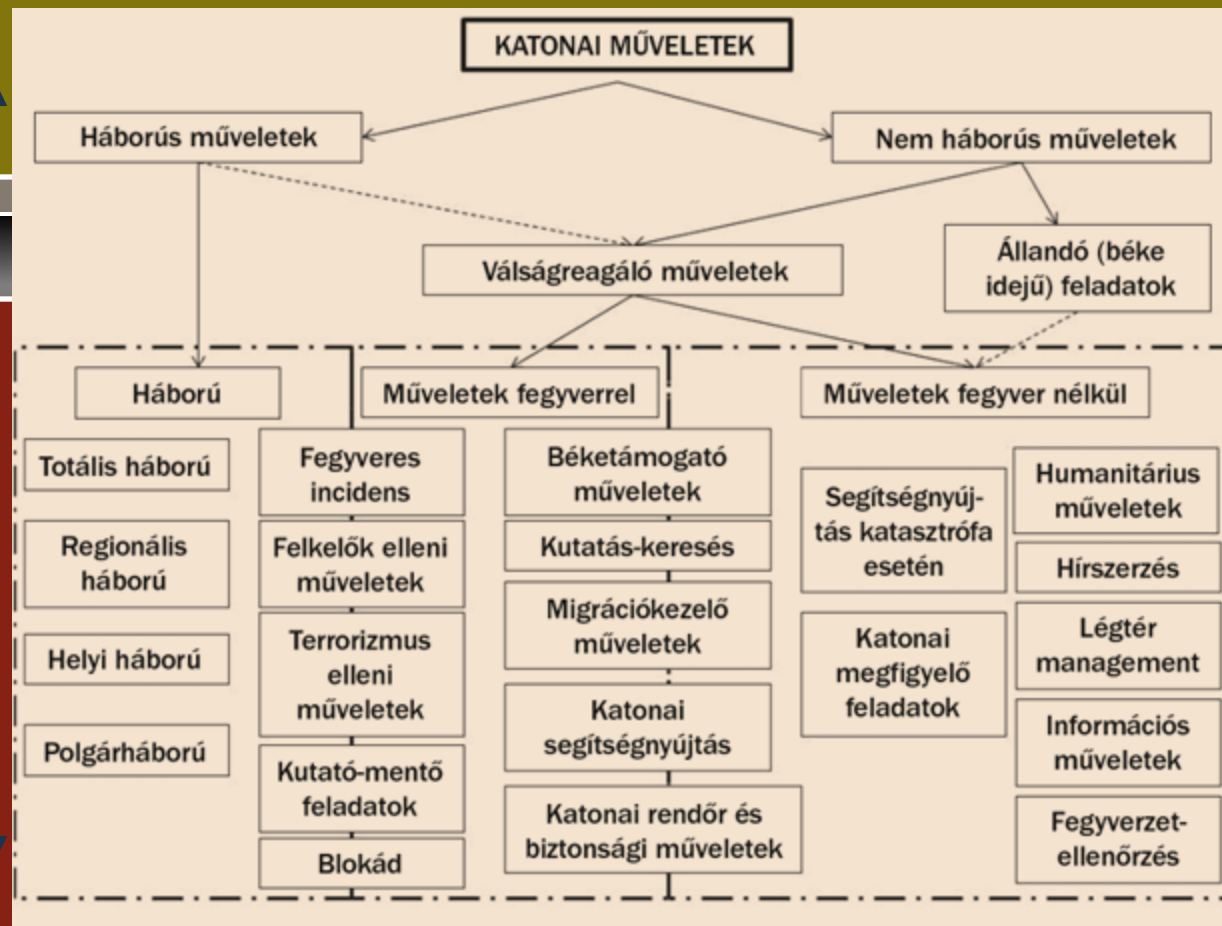 KATONAI MŰVELETEK
Háborús műveletek
Nem háborús műveletek
Válságreagáló műveletek
Állandó (béke
idejű) feladatok
Háború
Műveletek fegyverrel
Műveletek fegyver nélkül
Totális háború
Regionális
háború
Helyi háború
Polgárháború
Fegyveres
incidens
Felkelők elleni
műveletek
Terrorizmus
elleni
műveletek
Kutató-mentő
feladatok
Blokád
Béketámogató
műveletek
Kutatás-keresés
Migrációkezelő
műveletek
Katonai
segítségnyújtás
Katonai rendőr és
biztonsági műveletek
Segítségnyúj-
tás katasztrófa
esetén
Katonai
megfigyelő
feladatok
Humanitárius
műveletek
Hírszerzés
Légtér
management
Információs
műveletek
Fegyverzet-
ellenőrzés